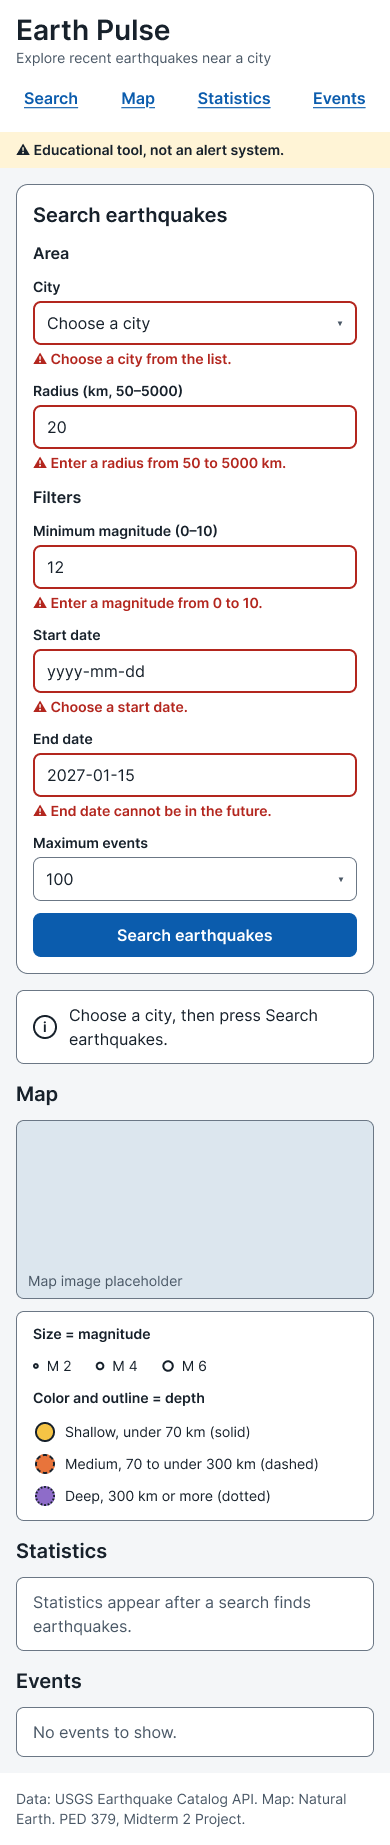 Earth Pulse
Explore recent earthquakes near a city
Search Map Statistics Events
⚠ Educational tool, not an alert system.
Search earthquakes
Area
City
Choose a city
⚠ Choose a city from the list.
Radius (km, 50–5000)
20
⚠ Enter a radius from 50 to 5000 km.
Filters
Minimum magnitude (0–10)
12
⚠ Enter a magnitude from 0 to 10.
Start date
yyyy-mm-dd
⚠ Choose a start date.
End date
2027-01-15
⚠ End date cannot be in the future.
Maximum events
100
Search earthquakes
Choose a city, then press Search
earthquakes.
Map
Map image placeholder
Size = magnitude
M 2 M 4 M 6
Color and outline = depth
Shallow, under 70 km (solid)
Medium, 70 to under 300 km (dashed)
Deep, 300 km or more (dotted)
Statistics
Statistics appear after a search finds
earthquakes.
Events
No events to show.
Data: USGS Earthquake Catalog API. Map: Natural
Earth. PED 379, Midterm 2 Project.